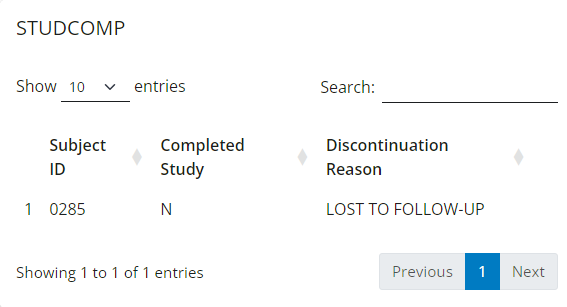 STUDCOMP
Show 10 entries
Search:
Subject ID
Completed Study
Discontinuation Reason
1 0285 N LOST TO FOLLOW-UP
Showing 1 to 1 of 1 entries
Previous 1 Next